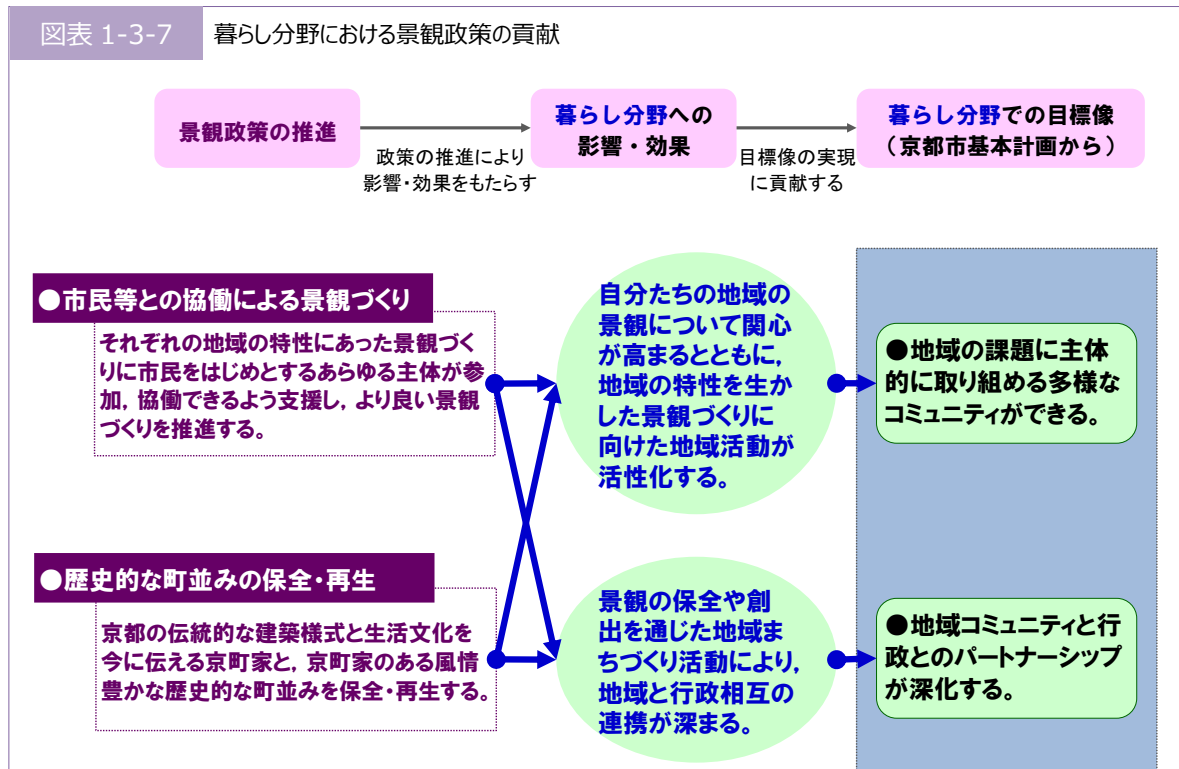 図表 1-3-7
暮らし分野における景観政策の貢献
景観政策の推進
政策の推進により
影響・効果をもたらす
暮らし分野への
影響・効果
目標像の実現
に貢献する
暮らし分野での目標像
（京都市基本計画から）
●市民等との協働による景観づくり
それぞれの地域の特性にあった景観づく
りに市民をはじめとするあらゆる主体が参
加，協働できるよう支援し，より良い景観
づくりを推進する。
自分たちの地域の
景観について関心
が高まるとともに，
地域の特性を生か
した景観づくりに
向けた地域活動が
活性化する。
●地域の課題に主体
的に取り組める多様な
コミュニティができる。
●歴史的な町並みの保全・再生
京都の伝統的な建築様式と生活文化を
今に伝える京町家と，京町家のある風情
豊かな歴史的な町並みを保全・再生する。
景観の保全や創
出を通じた地域ま
ちづくり活動により，
地域と行政相互の
連携が深まる。
●地域コミュニティと行
政とのパートナーシップ
が深化する。